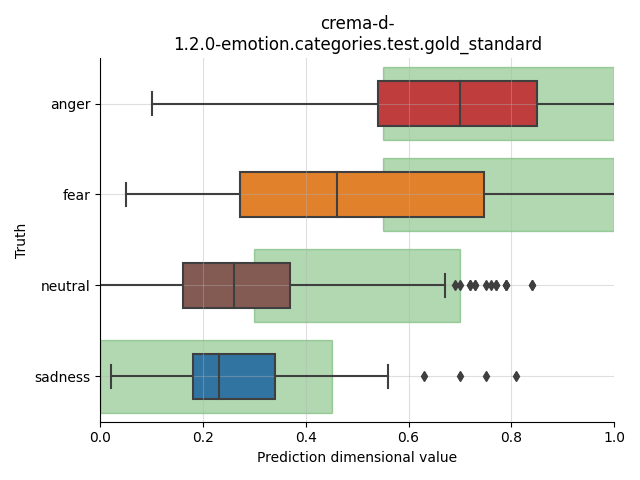 crema-d-
1.2.0-emotion.categories.test.gold_standard
Truth
anger
fear
neutral
sadness
0.0 0.2 0.4 0.6 0.8 1.0
Prediction dimensional value